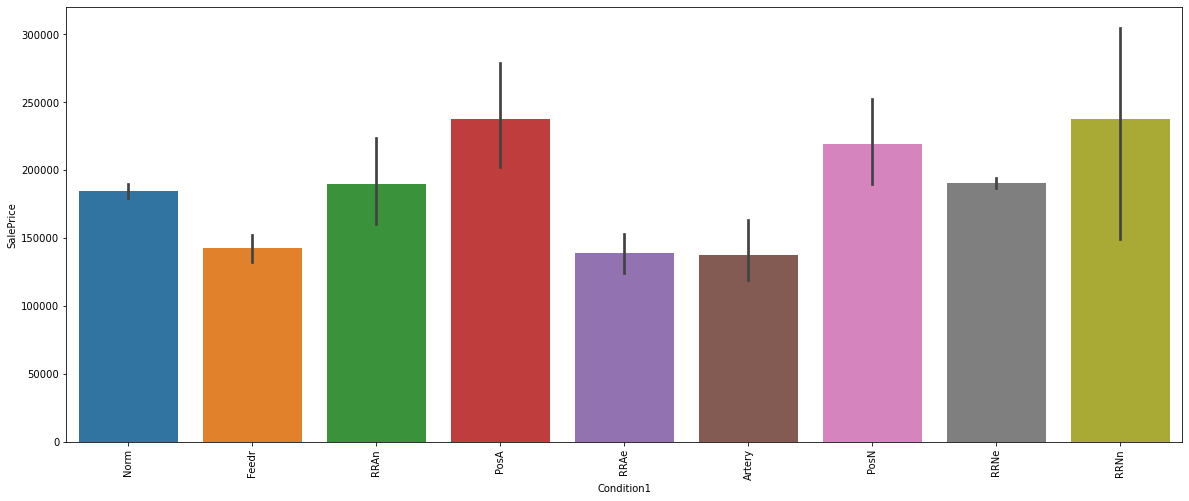 300000
250000
200000
150000
100000
50000
0
SalePrice
Norm
Feedr
RRAn
PosA
RRAe
Artery
PosN
RRNe
RRNn
Condition1